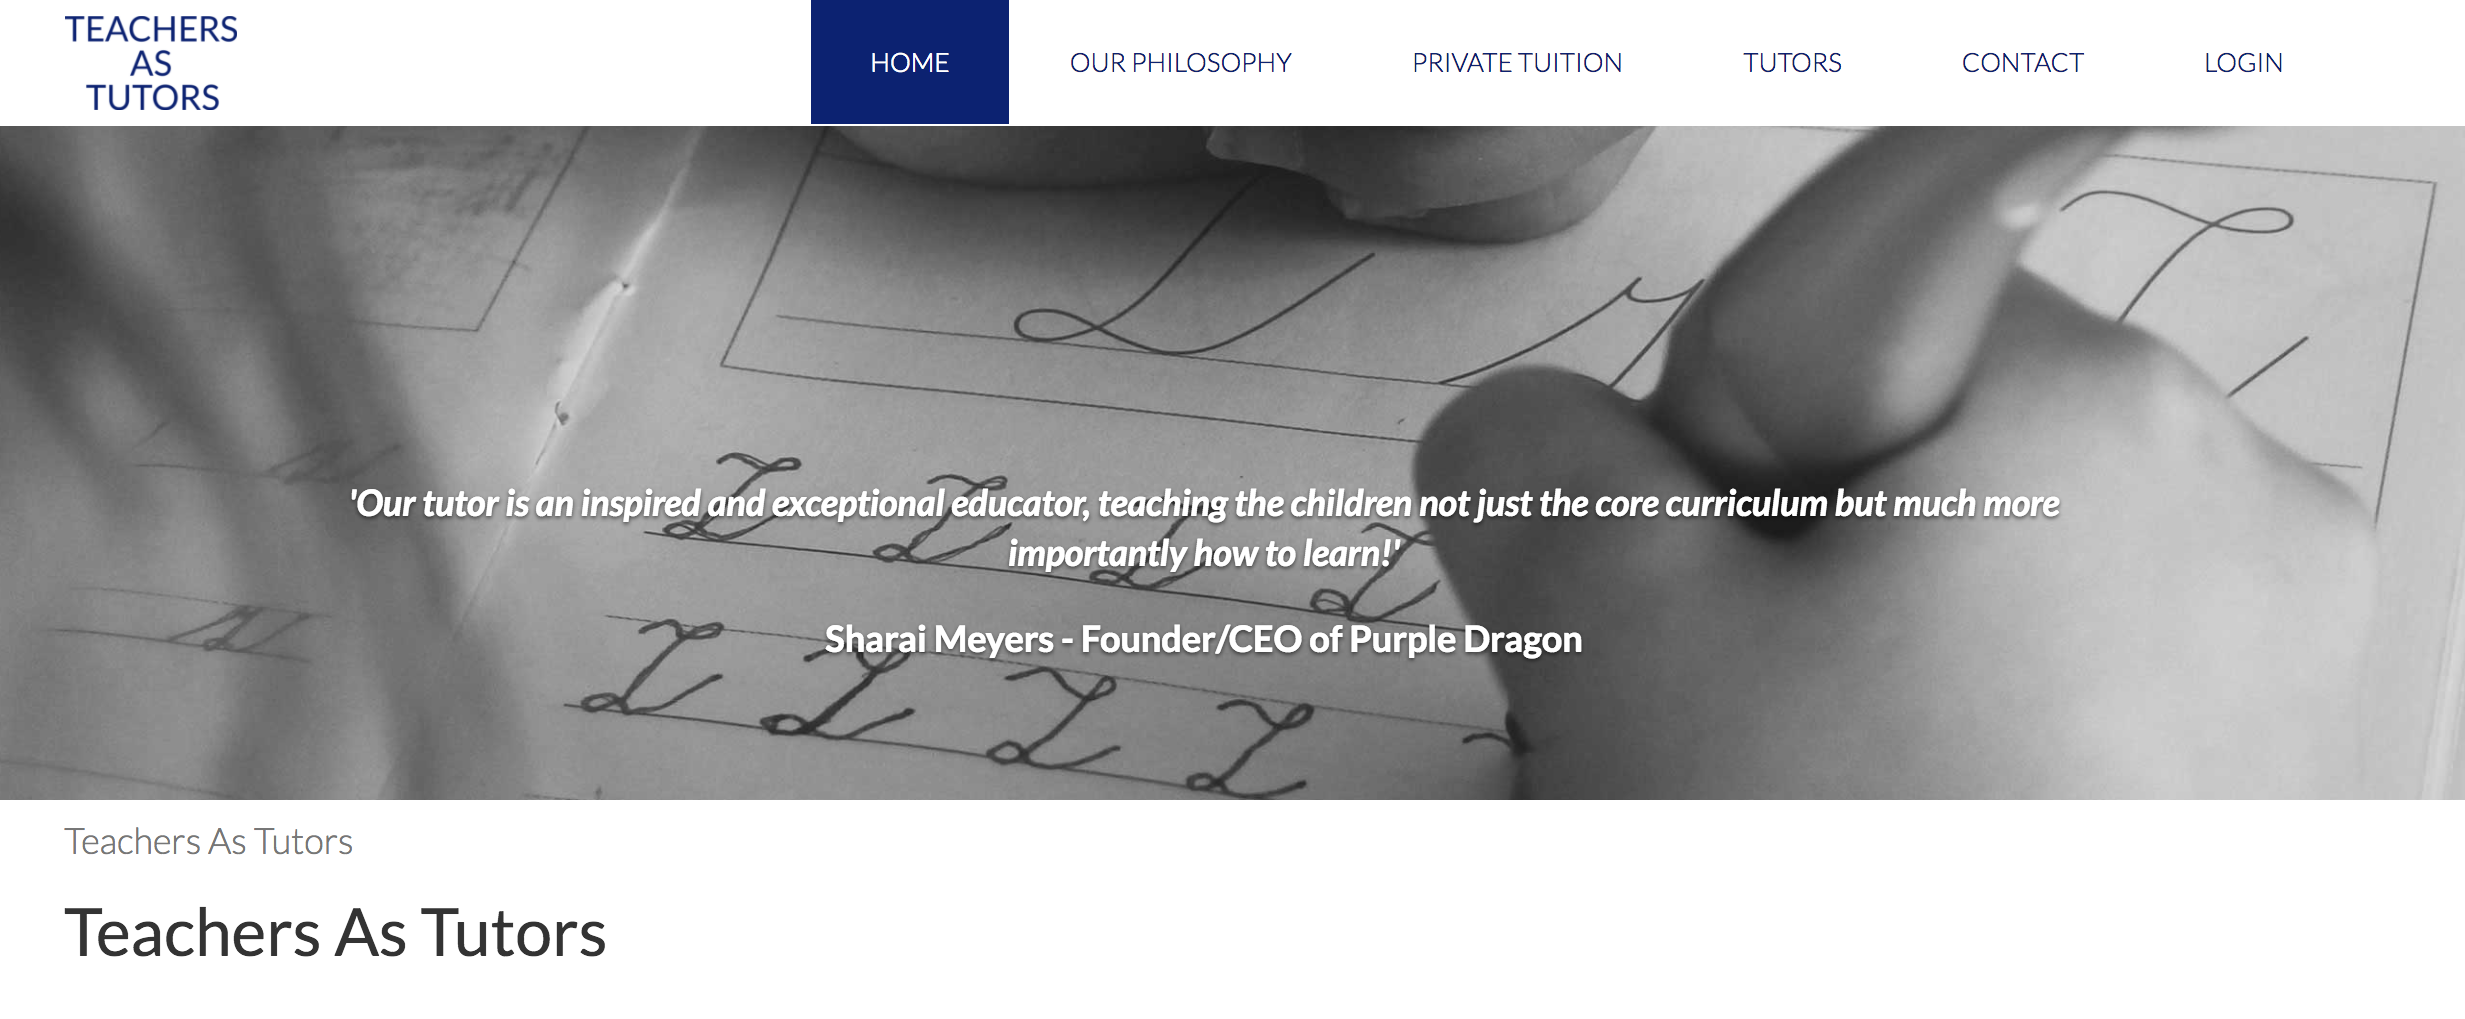 TEACHERS
AS
TUTORS
HOME
OUR PHILOSOPHY
PRIVATE TUITION
TUTORS
CONTACT
LOGIN
'Our tutor is an inspired and exceptional educator, teaching the children not just the core curriculum but much more
importantly how to learn!'
Sharai Meyers - Founder/CEO of Purple Dragon
Teachers As Tutors
Teachers As Tutors